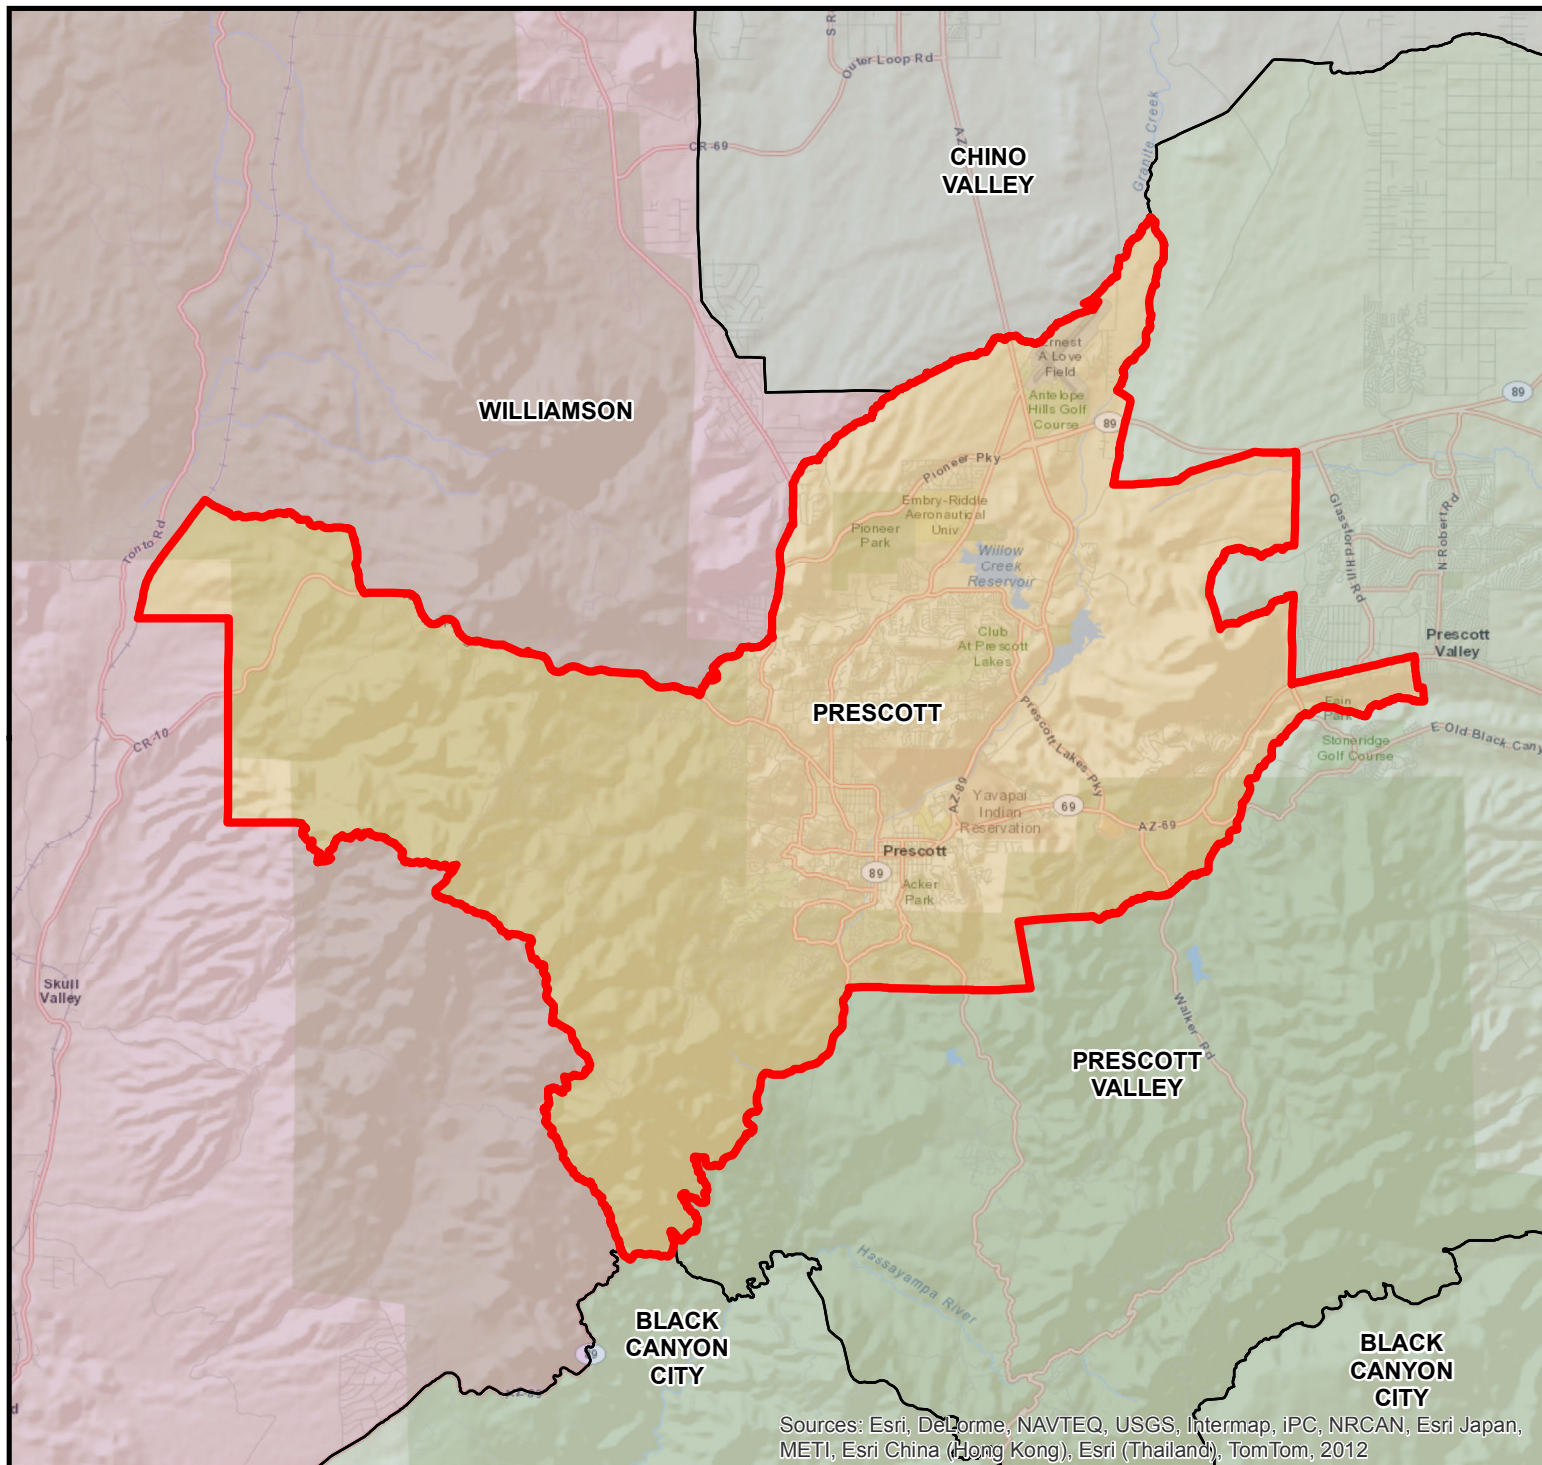 Outer Loop Rd
CR 69
Granite Creek
CHINO
VALLEY
WILLIAMSON
Ernest
A Love
Field
Antelope
Hills Golf
Course
89
89
Pioneer Pky
Embry-Riddle
Aeronautical
Univ
Pioneer
Park
Willow
Creek
Reservoir
Glassford Hill Rd
N Robert Rd
Tonto Rd
Club
At Prescott
Lakes
Prescott
Valley
PRESCOTT
Prescott Lakes Pky
Fain
Park
Stoneridge
Golf Course
E Old Black Cany
CR 10
AZ-89
Yavapai
Indian
Reservation
69
AZ-69
Prescott
89
Acker
Park
Skull
Valley
Walker Rd
PRESCOTT
VALLEY
Hassayampa River
BLACK
CANYON
CITY
BLACK
CANYON
CITY
Sources: Esri, DeLorme, NAVTEQ, USGS, Intermap, iPC, NRCAN, Esri Japan,
METI, Esri China (Hong Kong), Esri (Thailand), TomTom, 2012